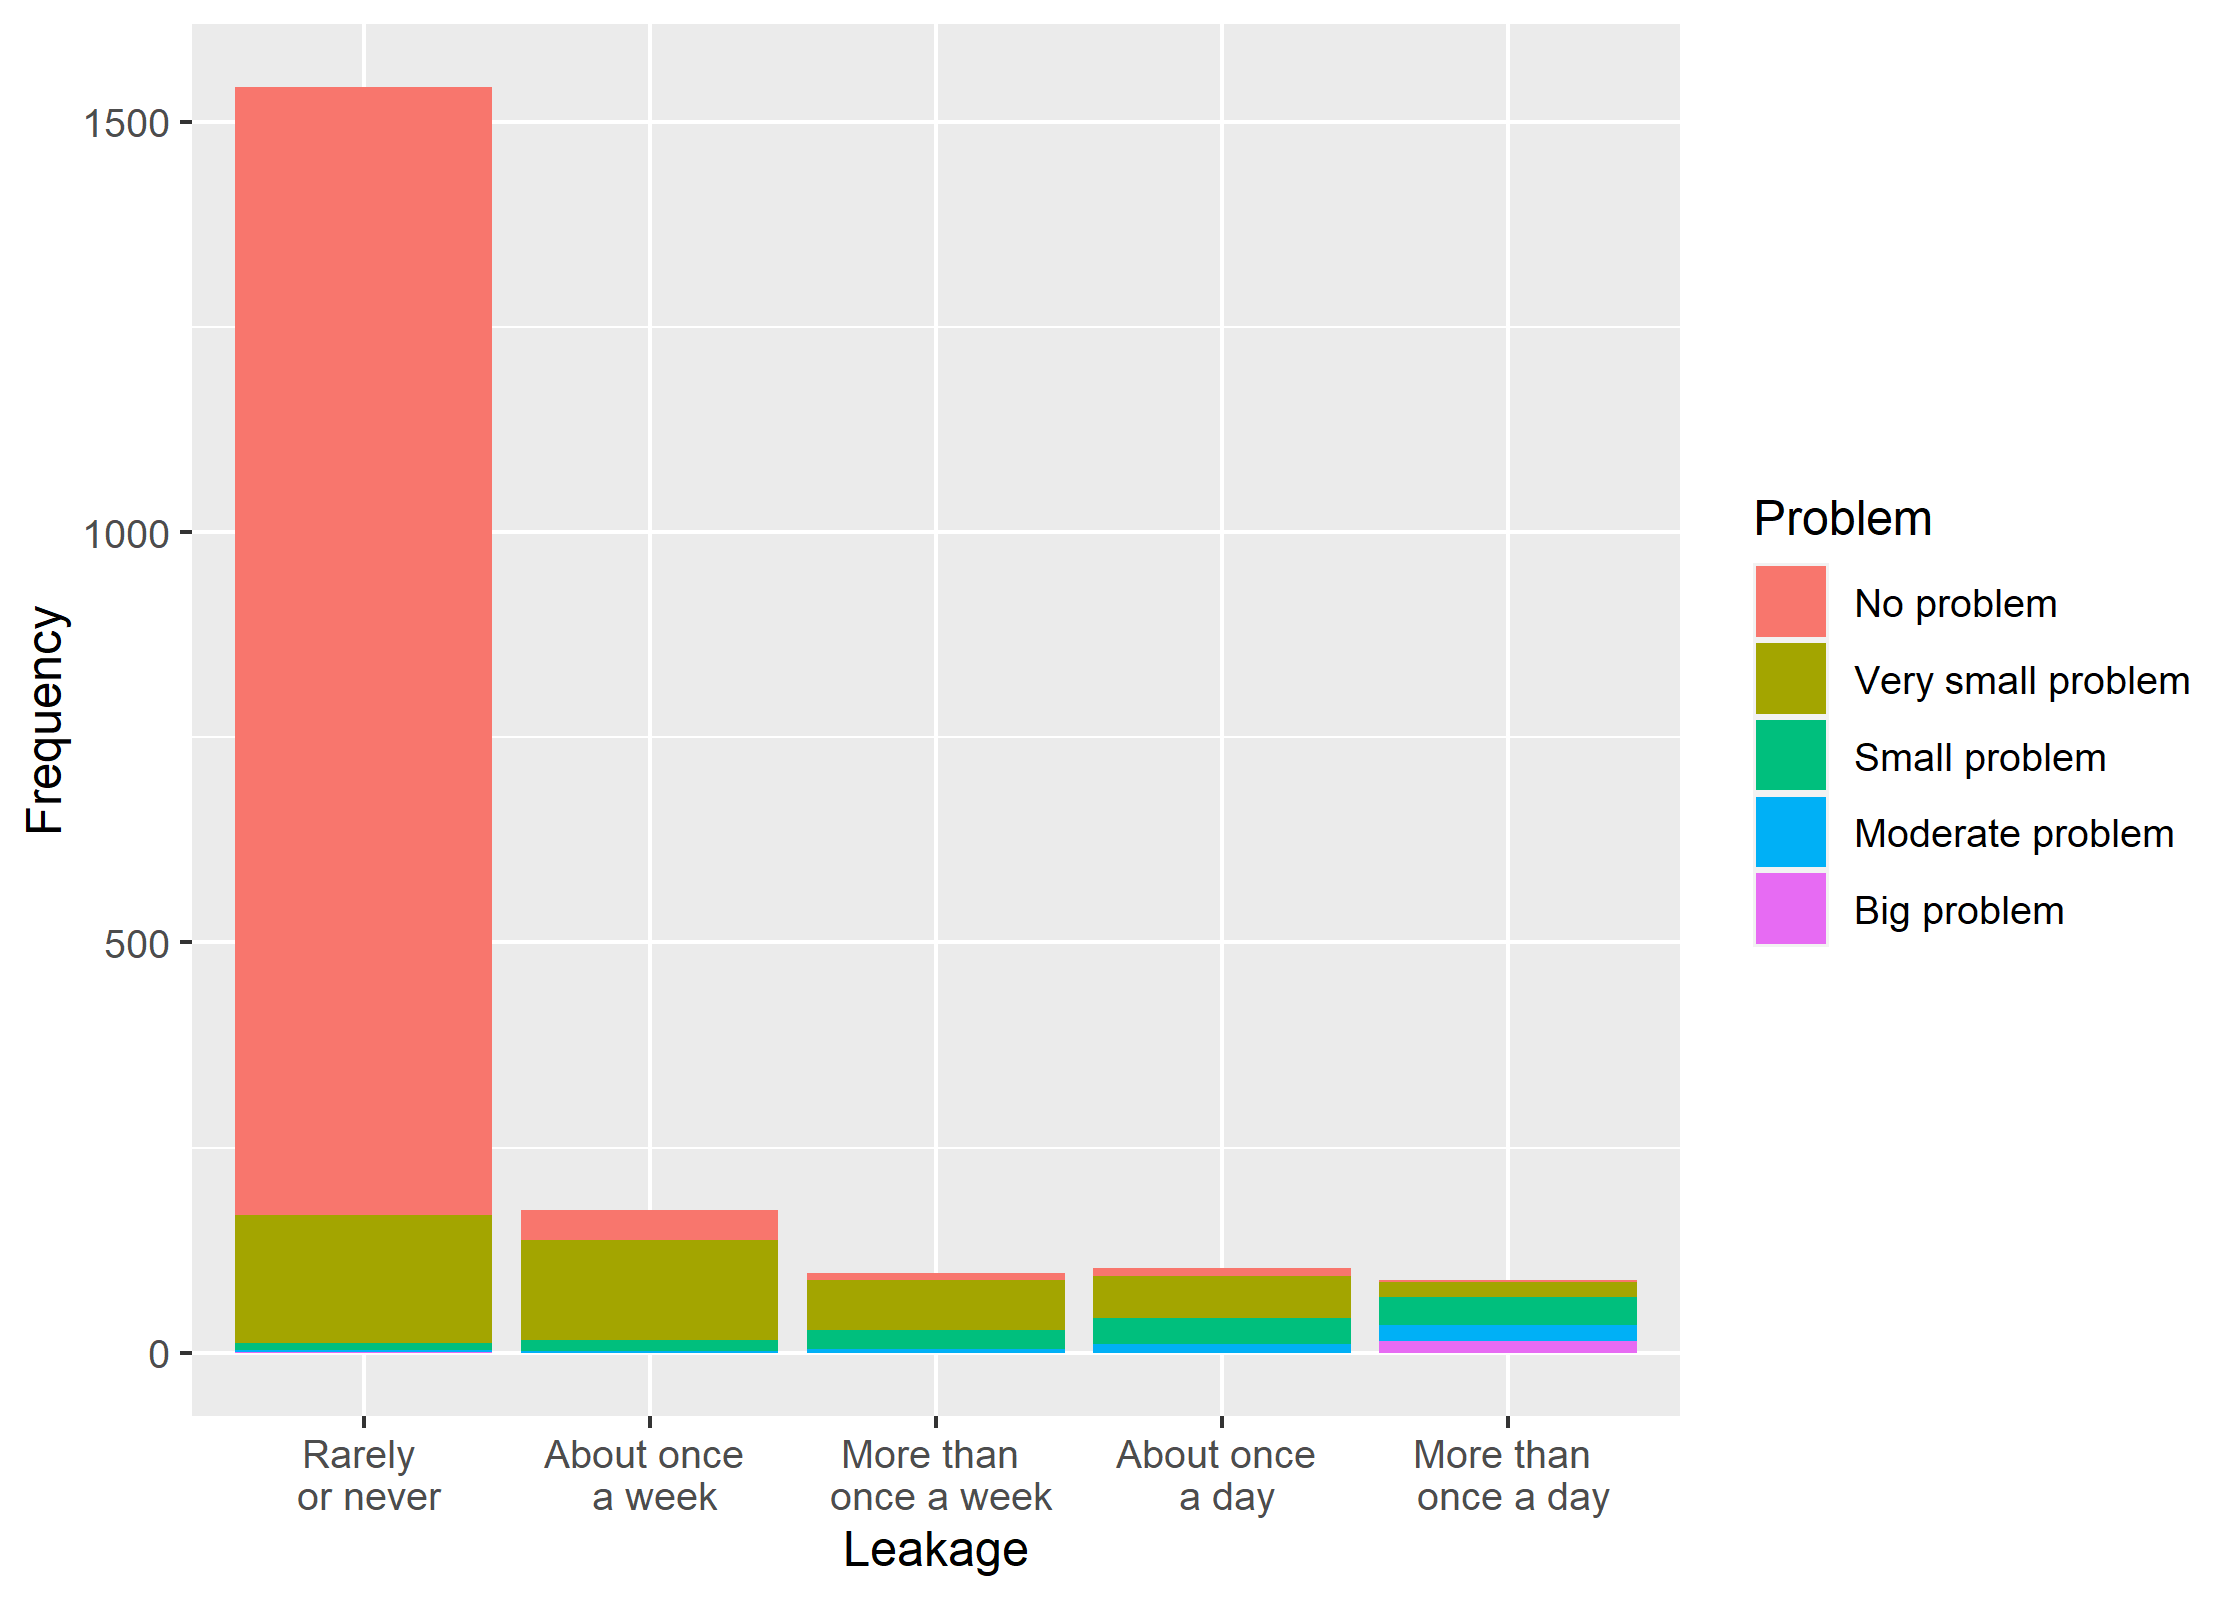 1500
1000
500
0
Frequency
Rarely
or never
About once
a week
More than
once a week
About once
a day
More than
once a day
Leakage
Problem
No problem
Very small problem
Small problem
Moderate problem
Big problem